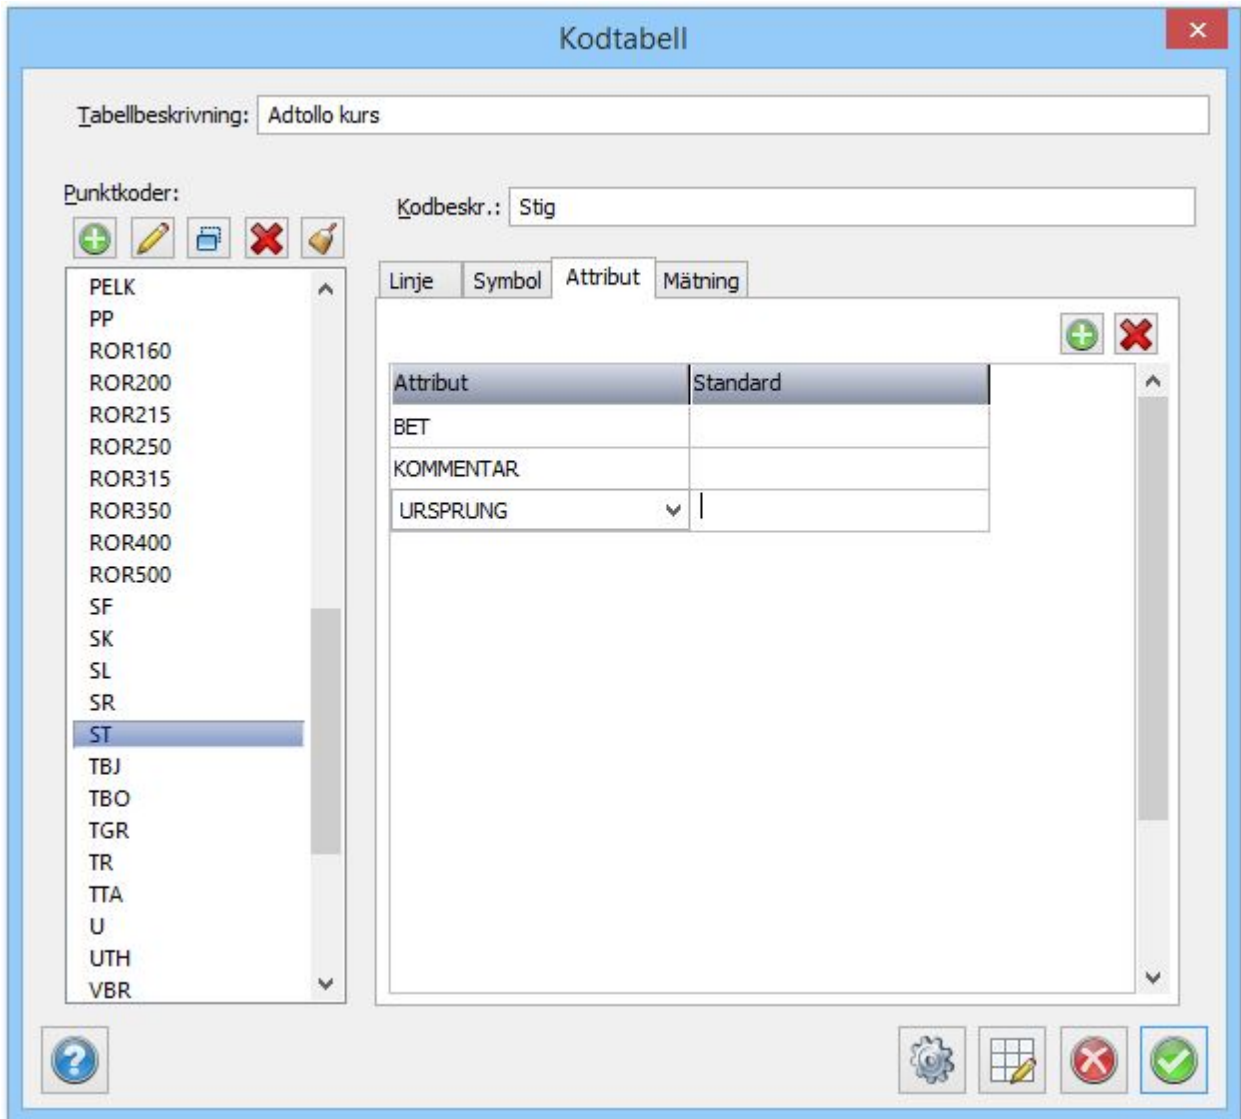 Kodtabell
Tabellbeskrivning: Adtollo kurs
Punktkoder:
Kodbeskr.: Stig
PELK
PP
ROR160
ROR200
ROR215
ROR250
ROR315
ROR350
ROR400
ROR500
SF
SK
SL
SR
ST
TBJ
TBO
TGR
TR
TTA
U
UTH
VBR
Linje Symbol Attribut Mätning
Attribut Standard
BET
KOMMENTAR
URSPRUNG